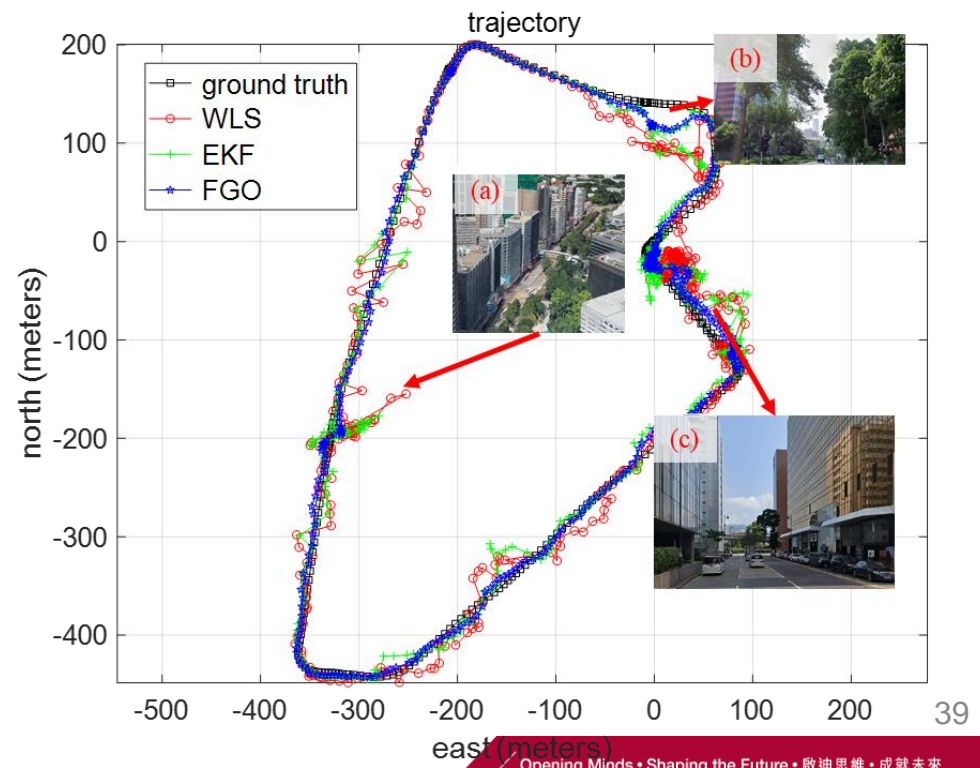 trajectory
200
100
0
-100
-200
-300
-400
north (meters)
ground truth
WLS
EKF
FGO
(a)
(b)
(c)
-500 -400 -300 -200 -100 0 100 200
east (meters)
39
Opening Minds • Shaping the Future • 啟迪思維 • 成就未來